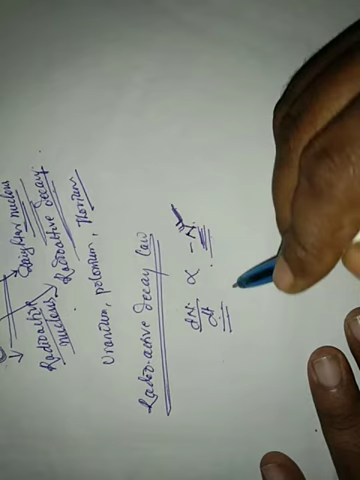 Daughter nucleus
Radioactive Radioactive decay.
nucleus
Uranium, polonium, Thorium
Radioactive decay law
dN/dt ∝ -N.